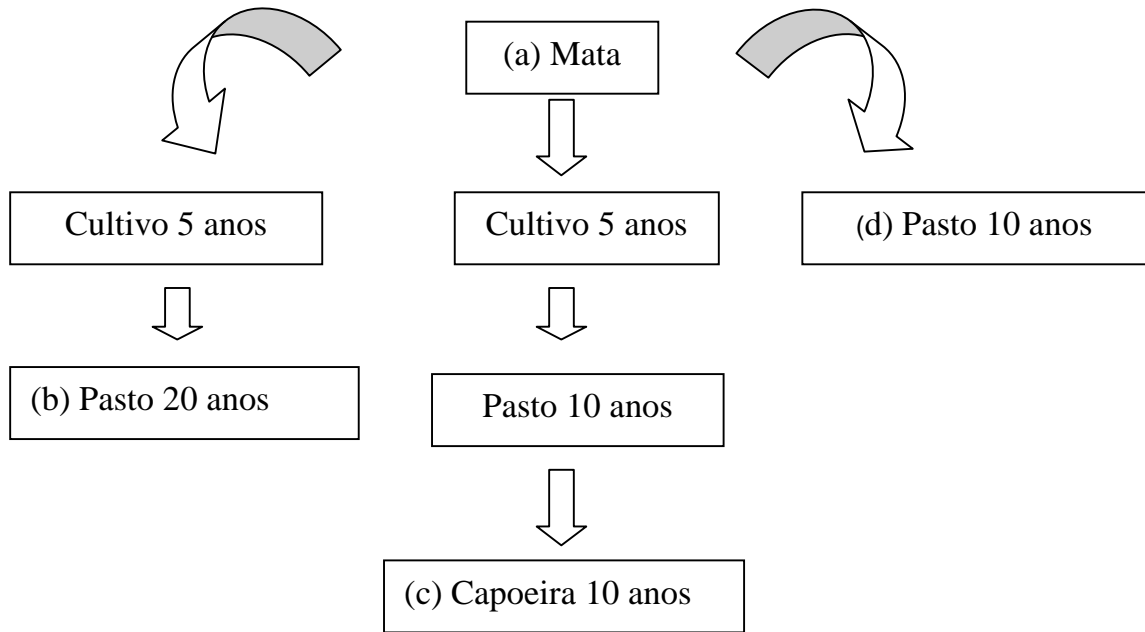 (a) Mata
Cultivo 5 anos
Cultivo 5 anos
(d) Pasto 10 anos
(b) Pasto 20 anos
Pasto 10 anos
(c) Capoeira 10 anos